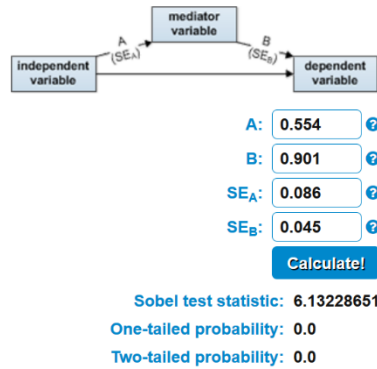 mediator
variable
A
(SEA)
B
(SEB)
independent
variable
dependent
variable
A: 0.554 ?
B: 0.901 ?
SEA: 0.086 ?
SEB: 0.045 ?
Calculate!
Sobel test statistic: 6.13228651
One-tailed probability: 0.0
Two-tailed probability: 0.0